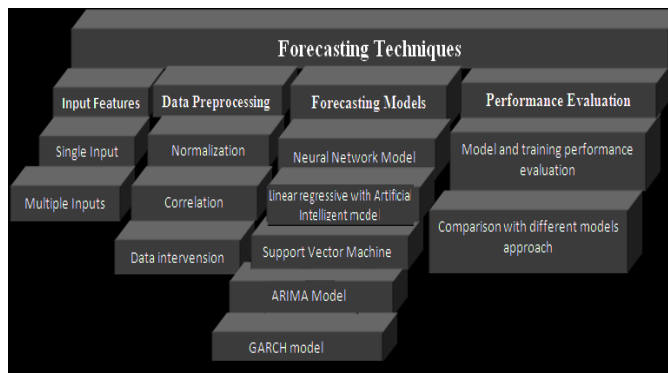 Forecasting Techniques
Input Features
Single Input
Multiple Inputs
Data Preprocessing
Normalization
Correlation
Data intervention
Forecasting Models
Neural Network Model
Linear regressive with Artificial
Intelligent model
Support Vector Machine
ARIMA Model
GARCH model
Performance Evaluation
Model and training performance
evaluation
Comparison with different models
approach